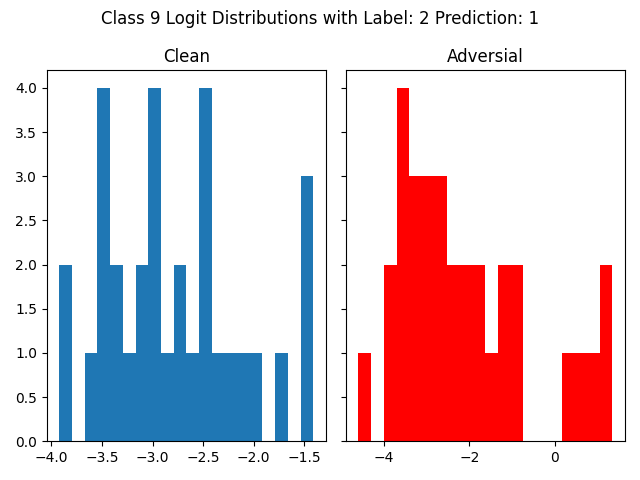 Class 9 Logit Distributions with Label: 2 Prediction: 1
Clean
Adversial
4.0
3.5
3.0
2.5
2.0
1.5
1.0
0.5
0.0
−4.0 −3.5 −3.0 −2.5 −2.0 −1.5
−4 −2 0